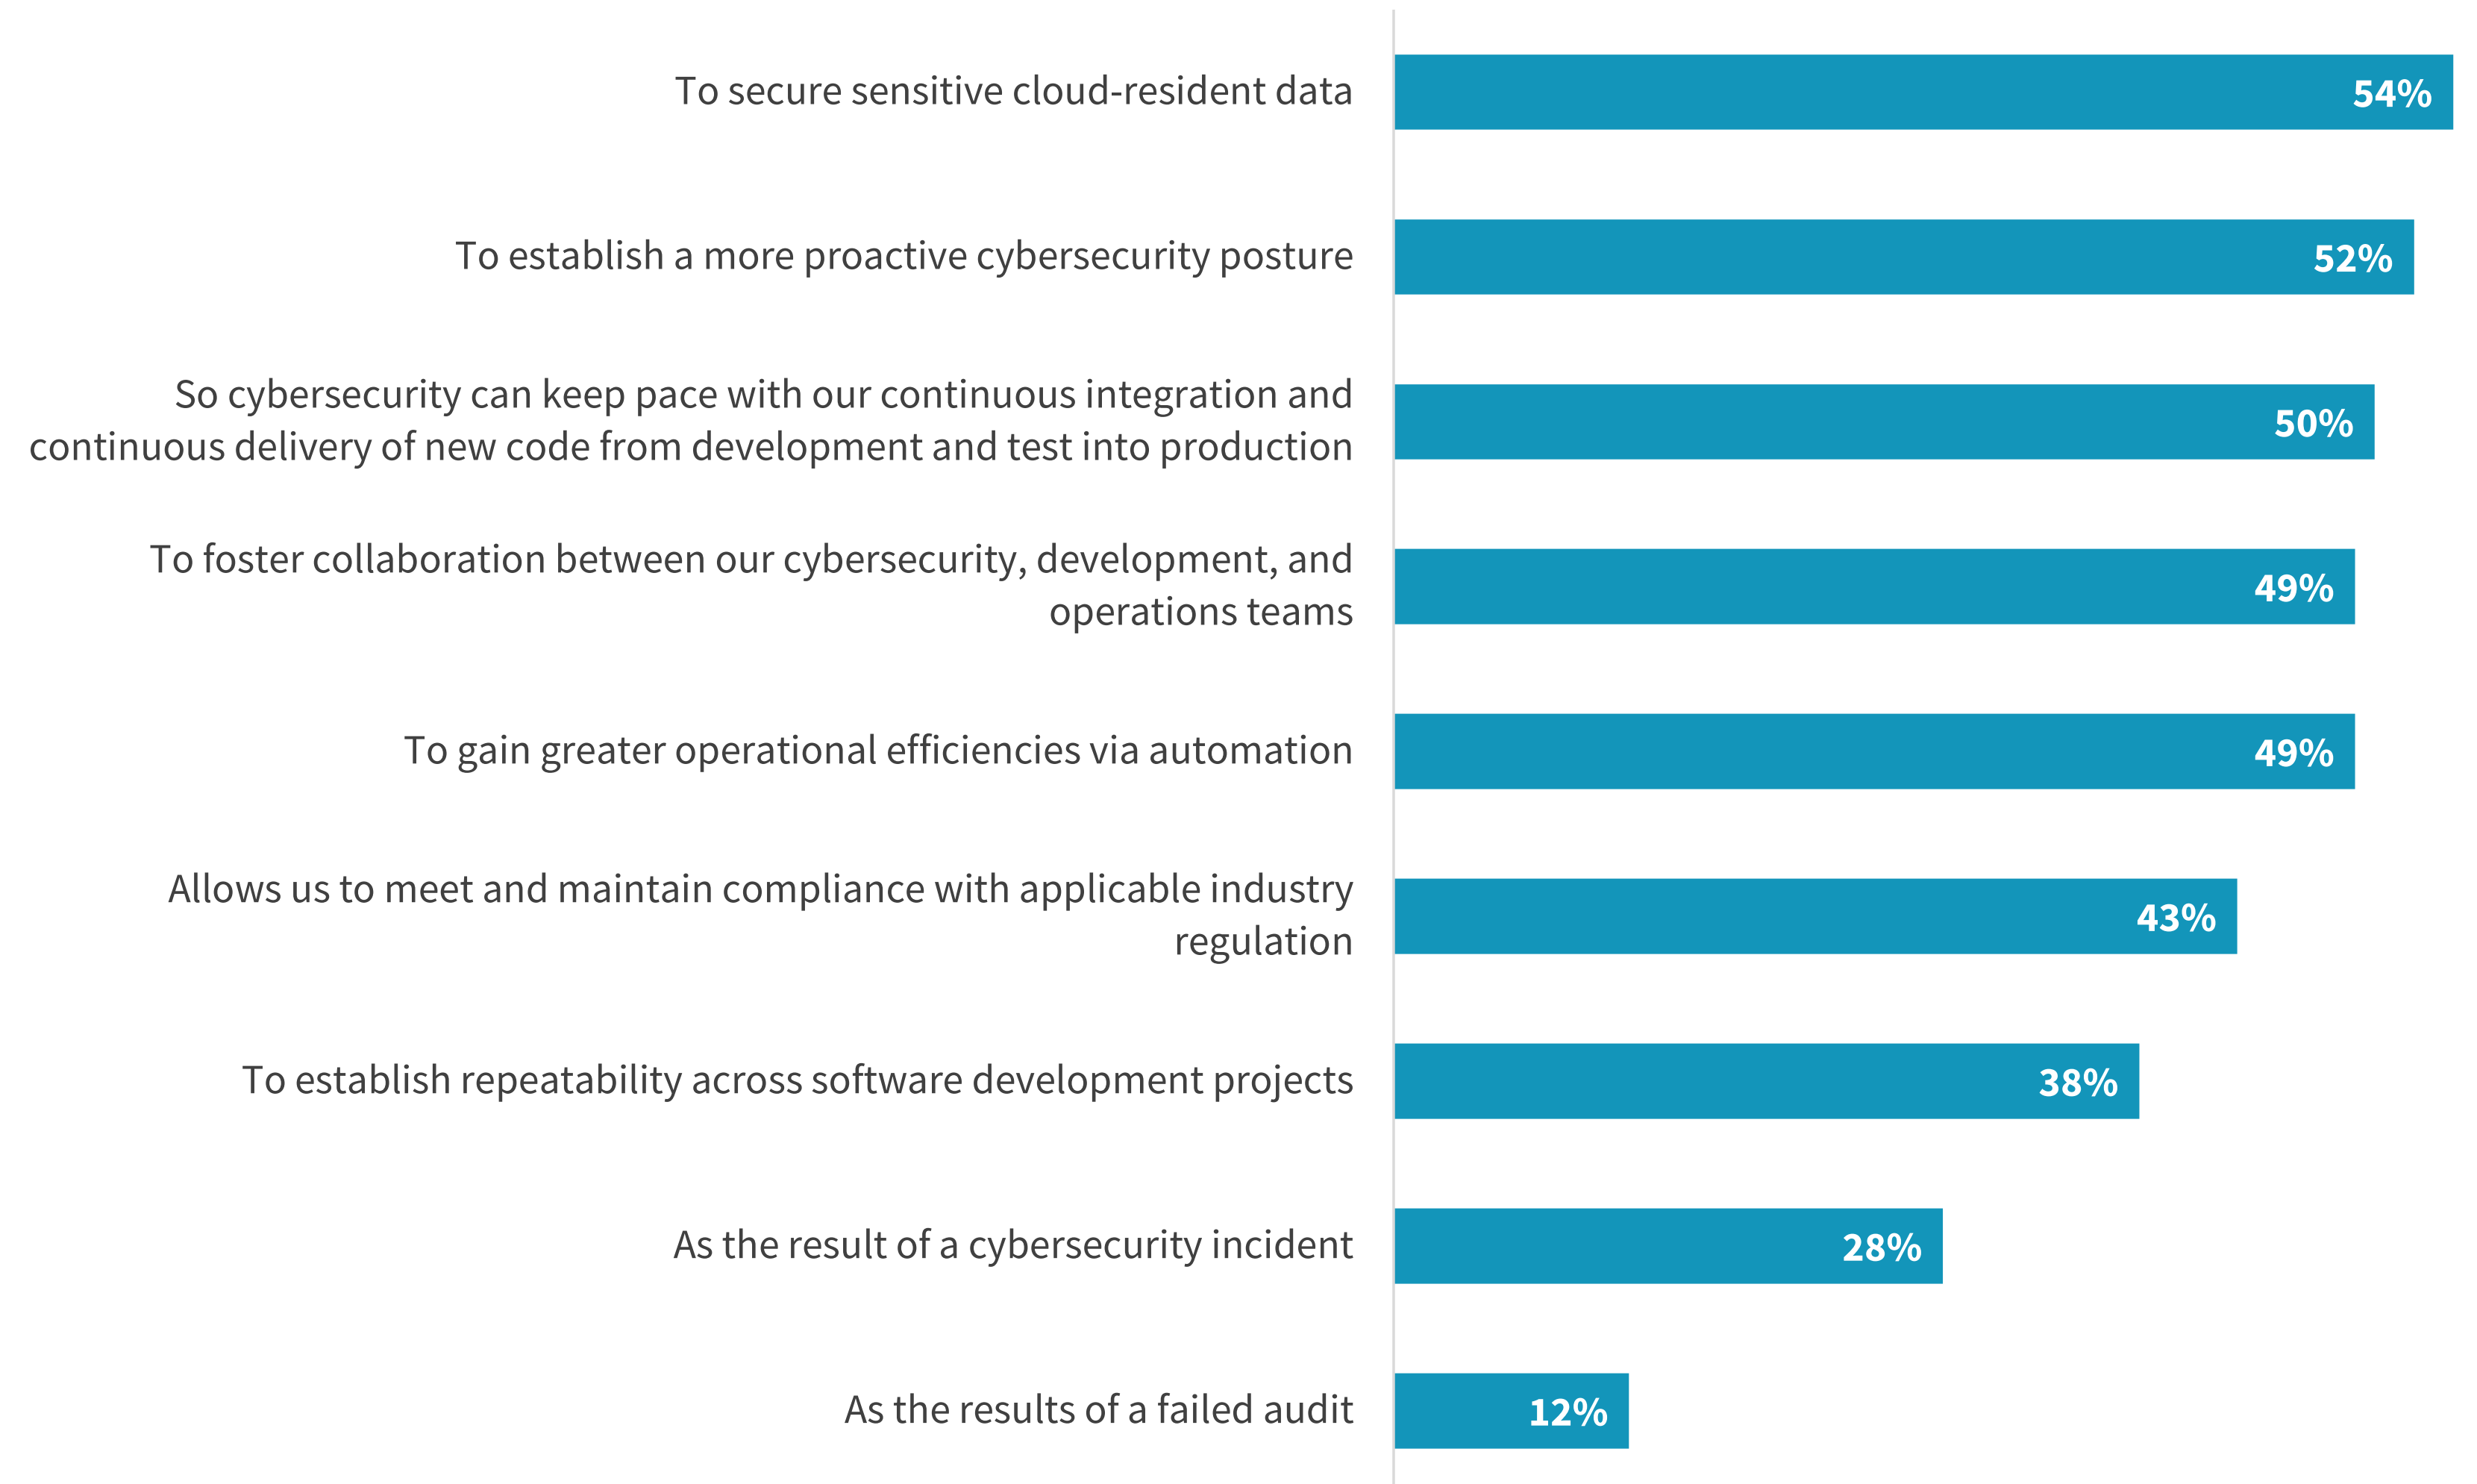 To secure sensitive cloud-resident data
54%
To establish a more proactive cybersecurity posture
52%
So cybersecurity can keep pace with our continuous integration and
continuous delivery of new code from development and test into production
50%
To foster collaboration between our cybersecurity, development, and
operations teams
49%
To gain greater operational efficiencies via automation
49%
Allows us to meet and maintain compliance with applicable industry
regulation
43%
To establish repeatability across software development projects
38%
As the result of a cybersecurity incident
28%
As the results of a failed audit
12%